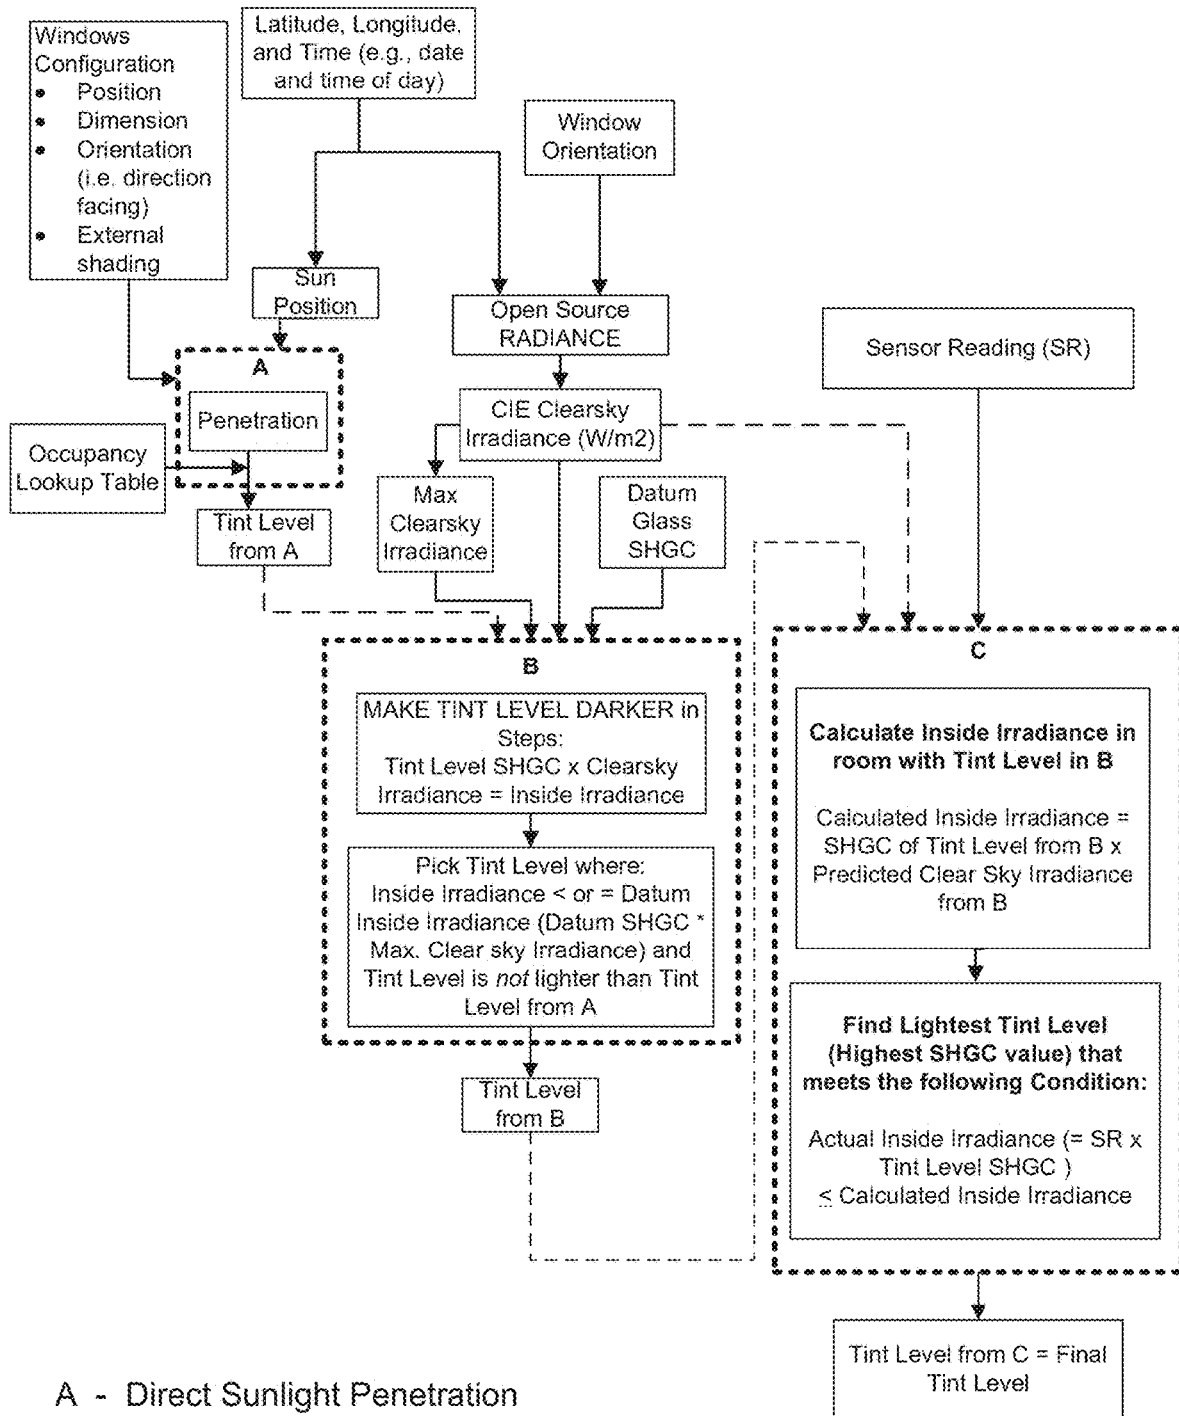 Windows
Configuration
• Position
• Dimension
• Orientation
(i.e. direction
facing)
• External
shading
Latitude, Longitude,
and Time (e.g., date
and time of day)
Window
Orientation
Sun
Position
Open Source
RADIANCE
Sensor Reading (SR)
A
Penetration
CIE Clearsky
Irradiance (W/m2)
Occupancy
Lookup Table
Tint Level
from A
Max
Clearsky
Irradiance
Datum
Glass
SHGC
B
MAKE TINT LEVEL DARKER in
Steps:
Tint Level SHGC x Clearsky
Irradiance = Inside Irradiance
Pick Tint Level where:
Inside Irradiance < or = Datum
Inside Irradiance (Datum SHGC *
Max. Clear sky Irradiance) and
Tint Level is not lighter than Tint
Level from A
Tint Level
from B
C
Calculate Inside Irradiance in
room with Tint Level in B
Calculated Inside Irradiance =
SHGC of Tint Level from B x
Predicted Clear Sky Irradiance
from B
Find Lightest Tint Level
(Highest SHGC value) that
meets the following Condition:
Actual Inside Irradiance (= SR x
Tint Level SHGC )
≤ Calculated Inside Irradiance
Tint Level from C = Final
Tint Level
A - Direct Sunlight Penetration